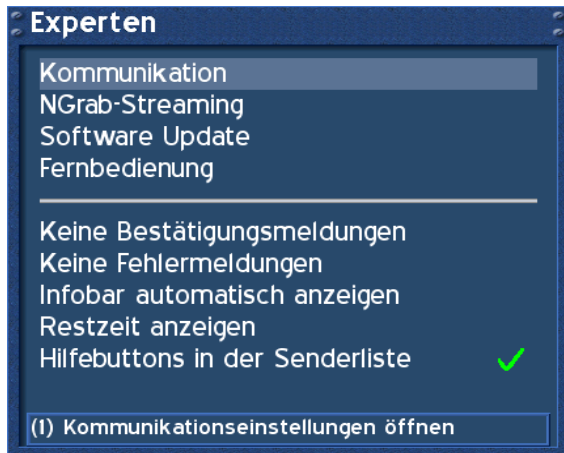 Experten
Kommunikation
NGrab-Streaming
Software Update
Fernbedienung
Keine Bestätigungsmeldungen
Keine Fehlermeldungen
Infobar automatisch anzeigen
Restzeit anzeigen
Hilfebuttons in der Senderliste
(1) Kommunikationseinstellungen öffnen